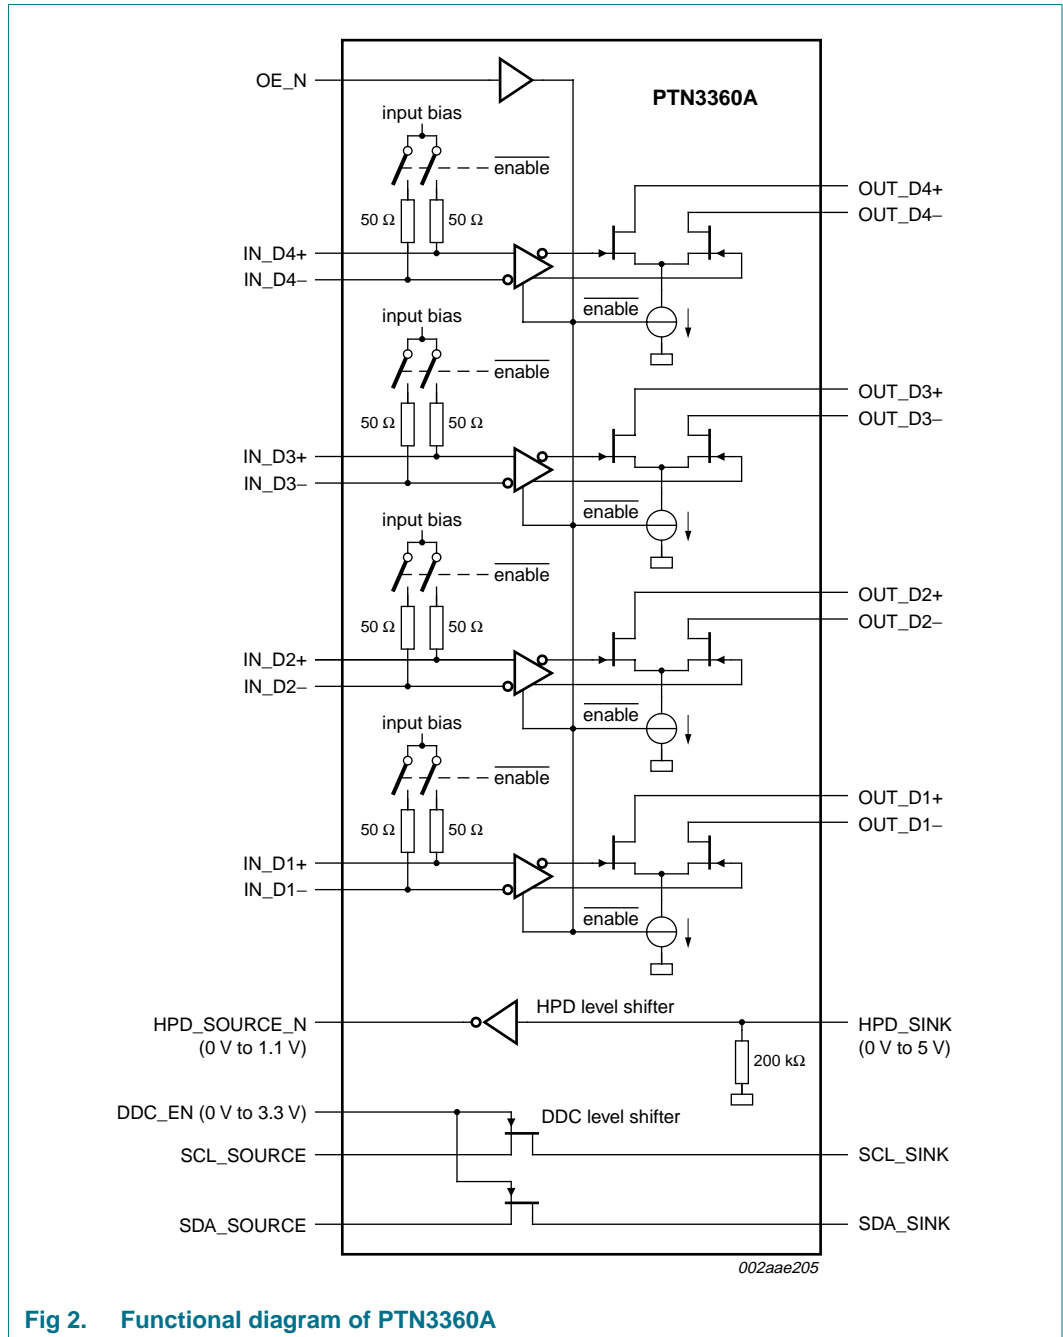 OE_N
PTN3360A
input bias
enable
50 Ω 50 Ω
OUT_D4+
OUT_D4−
IN_D4+
IN_D4−
enable
input bias
enable
50 Ω 50 Ω
OUT_D3+
OUT_D3−
IN_D3+
IN_D3−
enable
input bias
enable
50 Ω 50 Ω
OUT_D2+
OUT_D2−
IN_D2+
IN_D2−
enable
input bias
enable
50 Ω 50 Ω
OUT_D1+
OUT_D1−
IN_D1+
IN_D1−
enable
HPD level shifter
HPD_SOURCE_N
(0 V to 1.1 V)
HPD_SINK
(0 V to 5 V)
200 kΩ
DDC_EN (0 V to 3.3 V)
DDC level shifter
SCL_SOURCE
SCL_SINK
SDA_SOURCE
SDA_SINK
002aae205
Fig 2. Functional diagram of PTN3360A